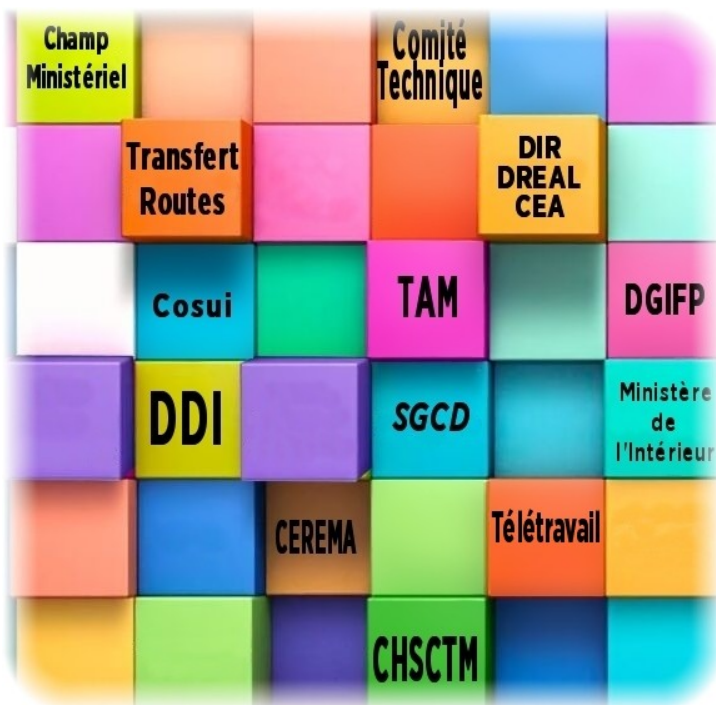 Champ
Ministériel
Comité
Technique
Transfert
Routes
DIR
DREAL
CEA
Cosui
TAM
DGIFP
DDI
SGCD
Ministère
de
l'Intérieur
CEREMA
Télétravail
CHSCTM